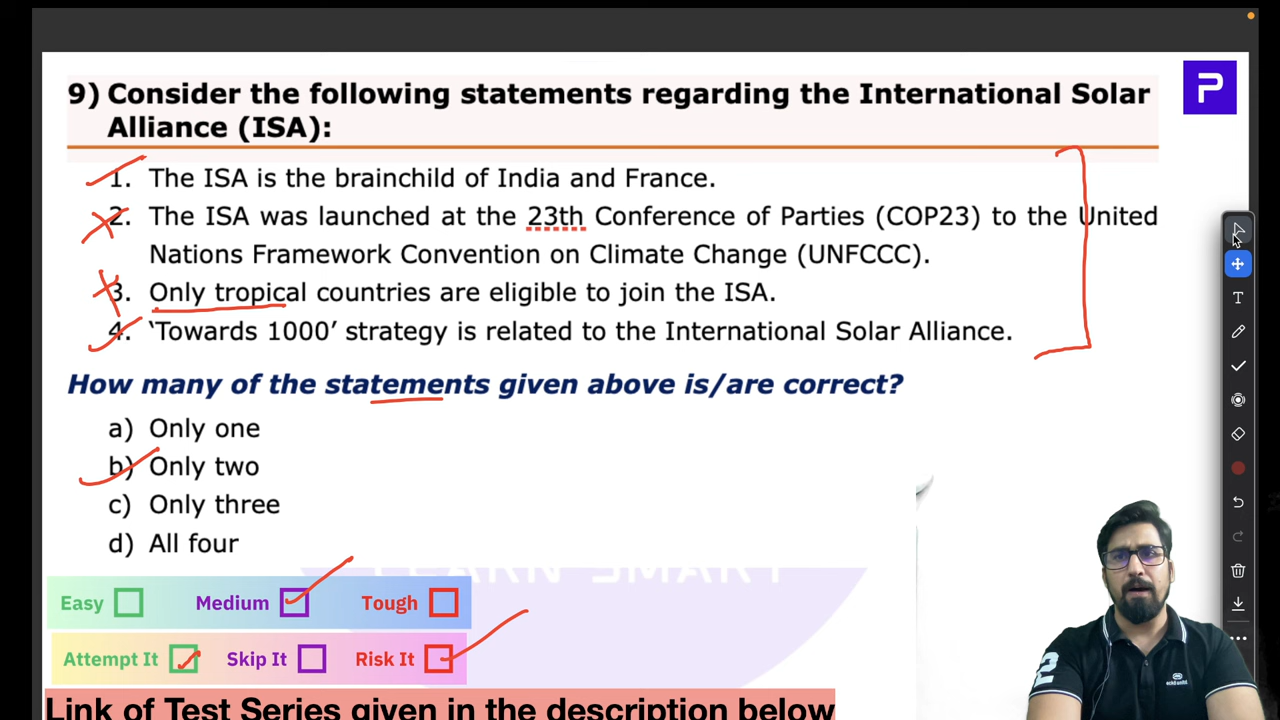 P
9) Consider the following statements regarding the International Solar
Alliance (ISA):
1. The ISA is the brainchild of India and France.
2. The ISA was launched at the 23th Conference of Parties (COP23) to the United
Nations Framework Convention on Climate Change (UNFCCC).
3. Only tropical countries are eligible to join the ISA.
4. ‘Towards 1000’ strategy is related to the International Solar Alliance.
How many of the statements given above is/are correct?
a) Only one
b) Only two
c) Only three
d) All four
LEARN SMART
Easy Medium Tough
Attempt It Skip It Risk It
Link of Test Series given in the description below
T
2